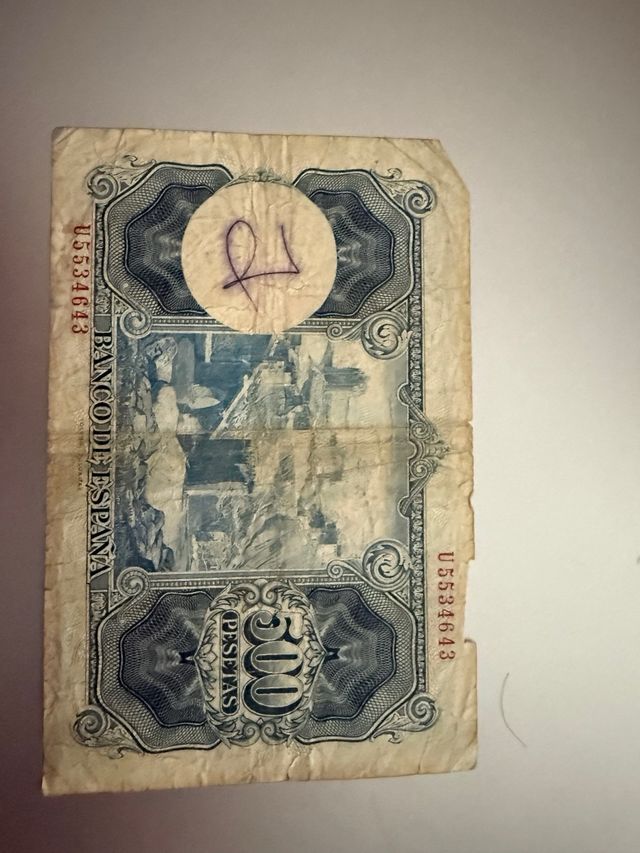 U5534643
500
PESETAS
U5534643
BANCO DE ESPAÑA